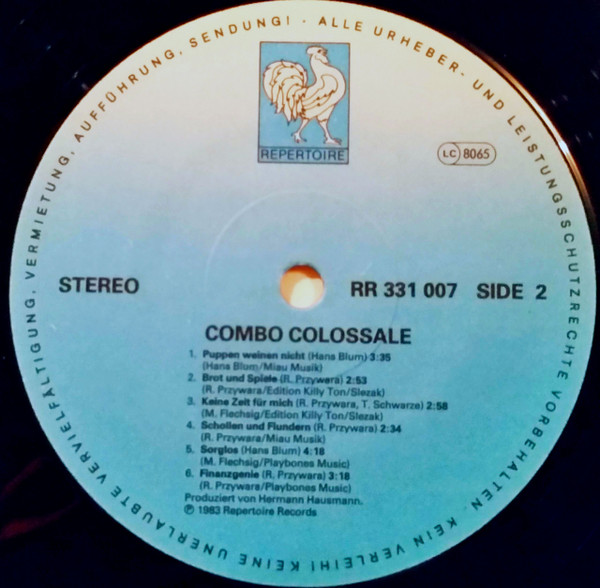 ALLE URHEBER- UND LEISTUNGSSCHUTZRECHTE VORBEHALTEN · KEIN VERLEIH! KEINE UNERLAUBTE VERVIELFÄLTIGUNG, VERMIETUNG, AUFFÜHRUNG, SENDUNG! ·
REPERTOIRE
LC 8065
STEREO
RR 331 007 SIDE 2
COMBO COLOSSALE
1. Puppen weinen nicht (Hans Blum) 3:35
(Hans Blum/Miau Musik)
2. Brot und Spiele (R. Przywara) 2:53
(R. Przywara/Edition Killy Ton/Slezak)
3. Keine Zeit für mich (R. Przywara, T. Schwarze) 2:58
(M. Flechsig/Edition Killy Ton/Slezak)
4. Schollen und Flundern (R. Przywara) 2:34
(R. Przywara/Miau Musik)
5. Sorglos (Hans Blum) 4:18
(M. Flechsig/Playbones Music)
6. Finanzgenie (R. Przywara) 3:18
(R. Przywara/Playbones Music)
Produziert von Hermann Hausmann.
℗ 1983 Repertoire Records